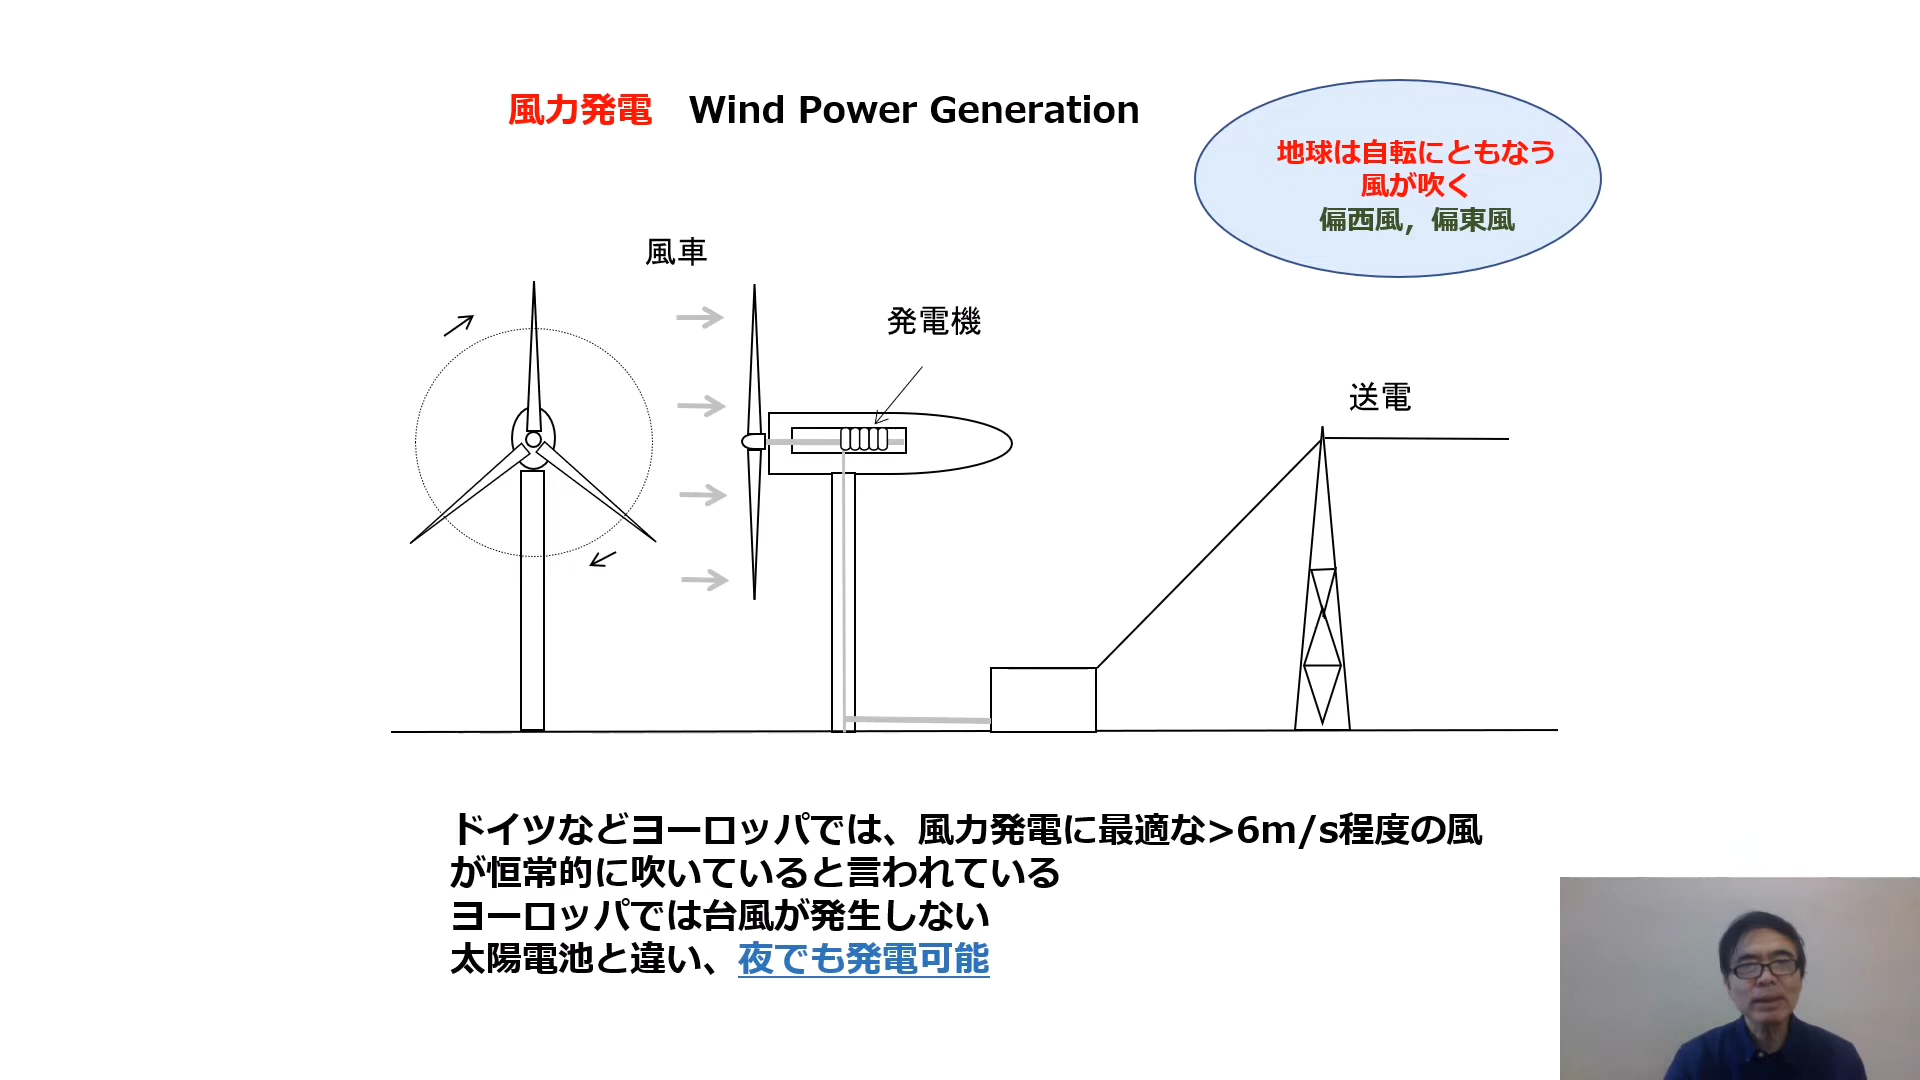 風力発電　Wind Power Generation
地球は自転にともなう
風が吹く
偏西風，偏東風
風車
発電機
送電
ドイツなどヨーロッパでは、風力発電に最適な>6m/s程度の風
が恒常的に吹いていると言われている
ヨーロッパでは台風が発生しない
太陽電池と違い、夜でも発電可能